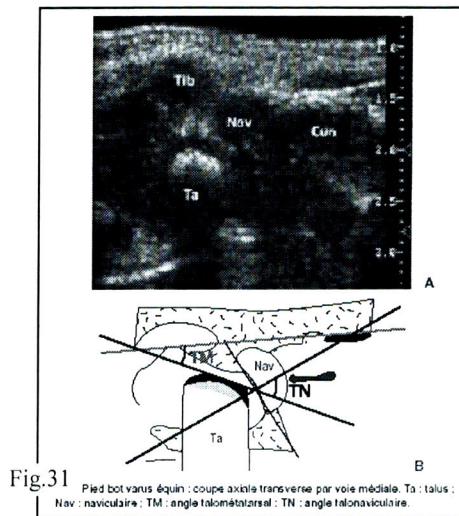 Tib
Nav
Cun
Ta
A
TM
Nav
TN
Ta
B
Fig.31
Pied bot varus équin : coupe axiale transverse par voie médiale. Ta : talus ;
Nav : naviculaire ; TM : angle talométatarsal : TN : angle talonaviculaire.